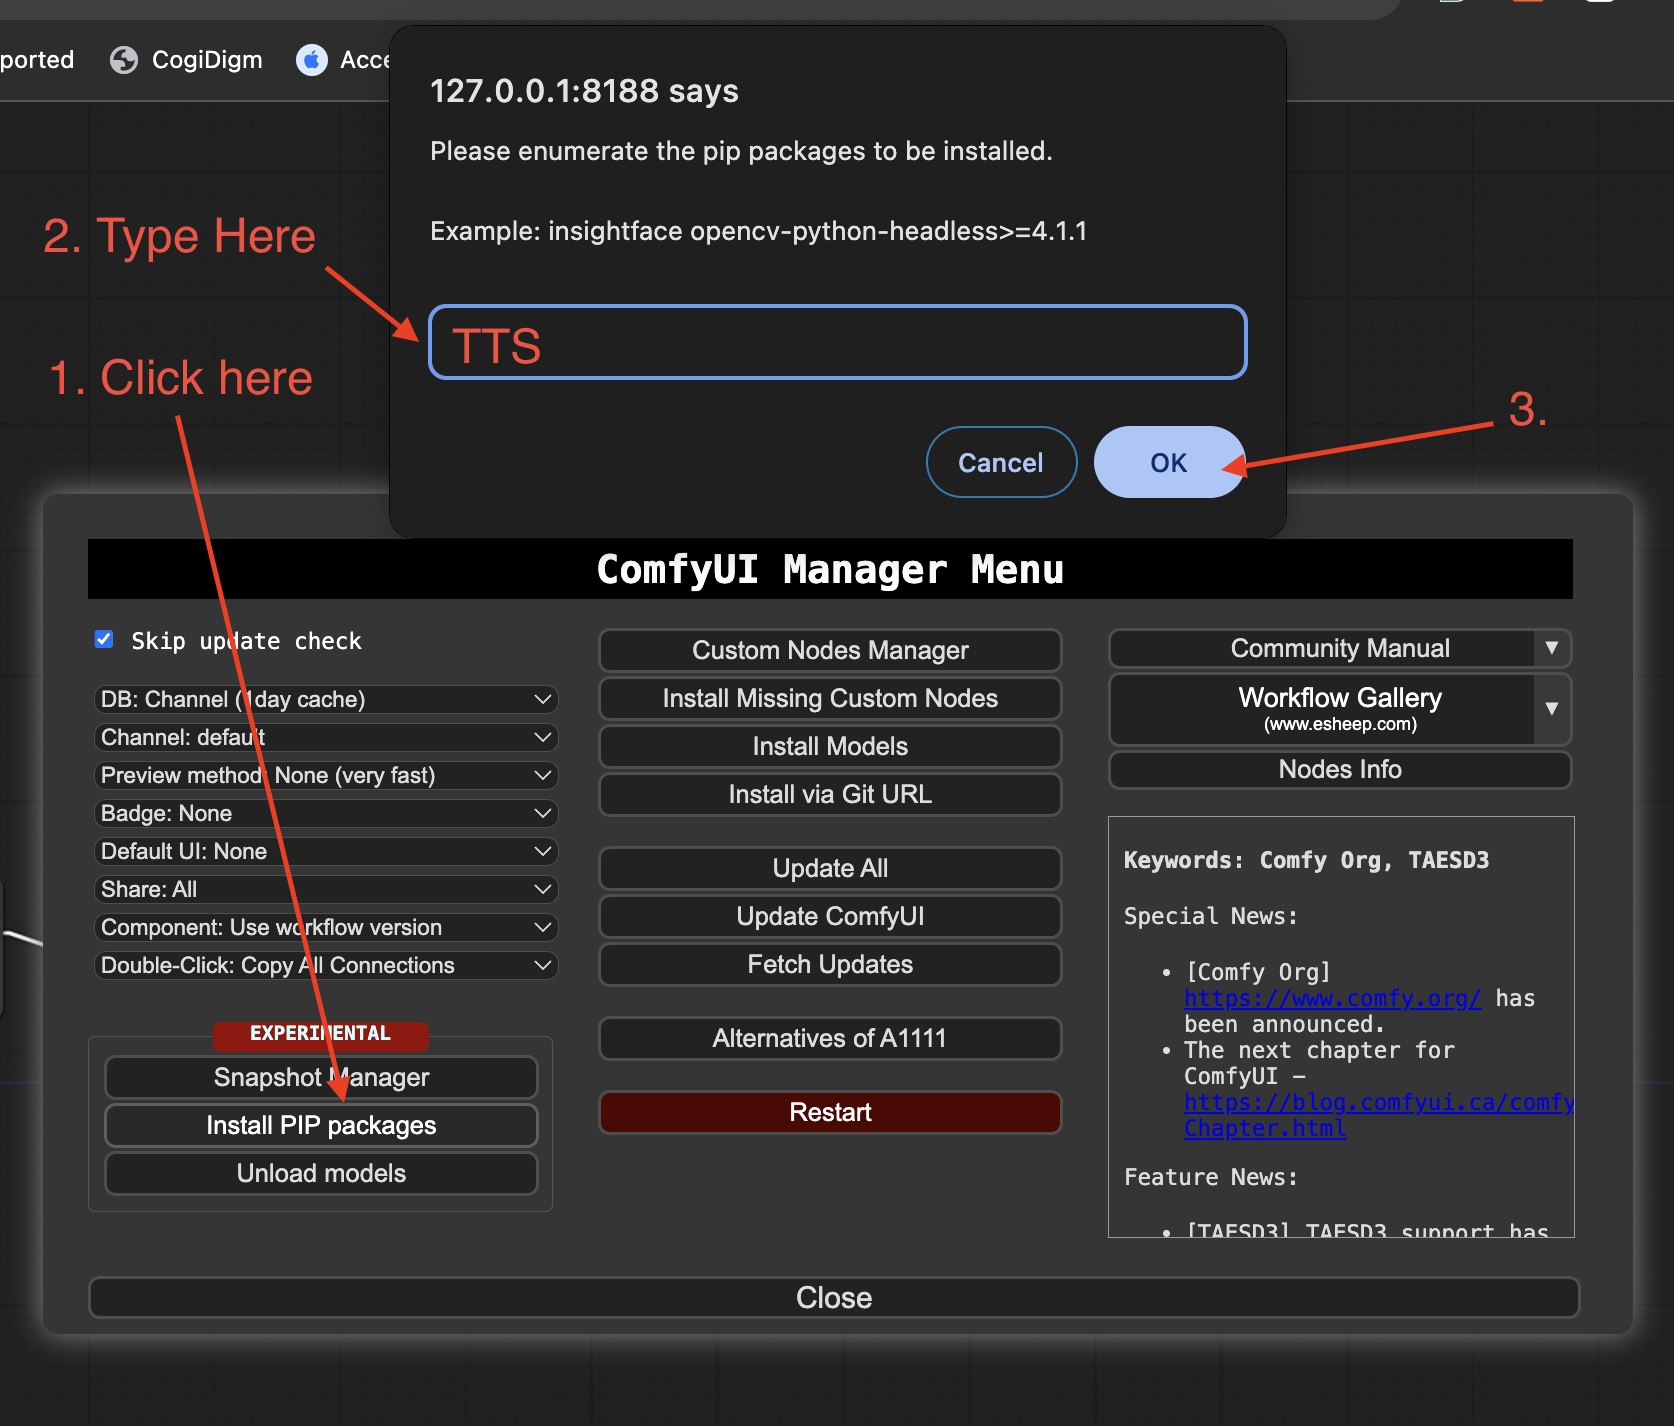 ported
CogiDigm
Acce
127.0.0.1:8188 says
Please enumerate the pip packages to be installed.
Example: insightface opencv-python-headless>=4.1.1
2. Type Here
TTS
1. Click here
3.
Cancel
OK
ComfyUI Manager Menu
Skip update check
DB: Channel (1day cache)
Channel: default
Preview method: None (very fast)
Badge: None
Default UI: None
Share: All
Component: Use workflow version
Double-Click: Copy All Connections
EXPERIMENTAL
Snapshot Manager
Install PIP packages
Unload models
Custom Nodes Manager
Install Missing Custom Nodes
Install Models
Install via Git URL
Update All
Update ComfyUI
Fetch Updates
Alternatives of A1111
Restart
Community Manual
Workflow Gallery
(www.esheep.com)
Nodes Info
Keywords: Comfy Org, TAESD3
Special News:
• [Comfy Org]
https://www.comfy.org/ has
been announced.
• The next chapter for
ComfyUI –
https://blog.comfyui.ca/comfy
Chapter.html
Feature News:
• [TAESD3] TAESD3 support has
Close